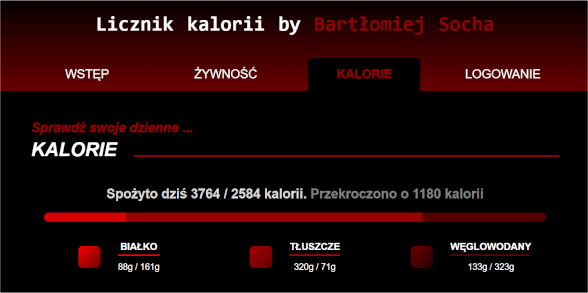 Licznik kalorii by Bartłomiej Socha
WSTĘP ŻYWNOŚĆ KALORIE LOGOWANIE
Sprawdź swoje dzienne ...
KALORIE
Spożyto dziś 3764 / 2584 kalorii. Przekroczono o 1180 kalorii
BIAŁKO TŁUSZCZE WĘGLOWODANY
88g / 161g 320g / 71g 133g / 323g